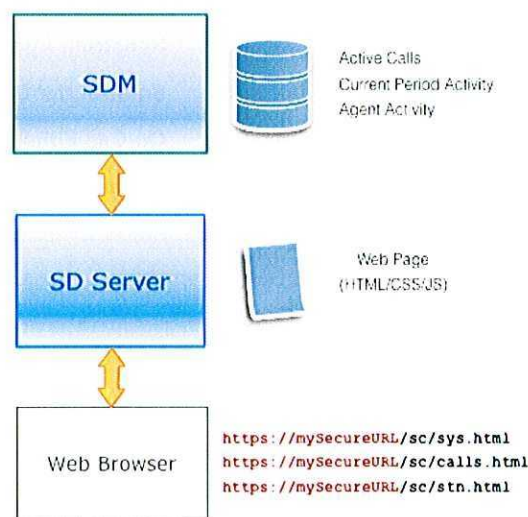 SDM
Active Calls
Current Period Activity
Agent Activity
SD Server
Web Page
(HTML/CSS/JS)
Web Browser
https://mySecureURL/sc/sys.html
https://mySecureURL/sc/calls.html
https://mySecureURL/sc/stn.html